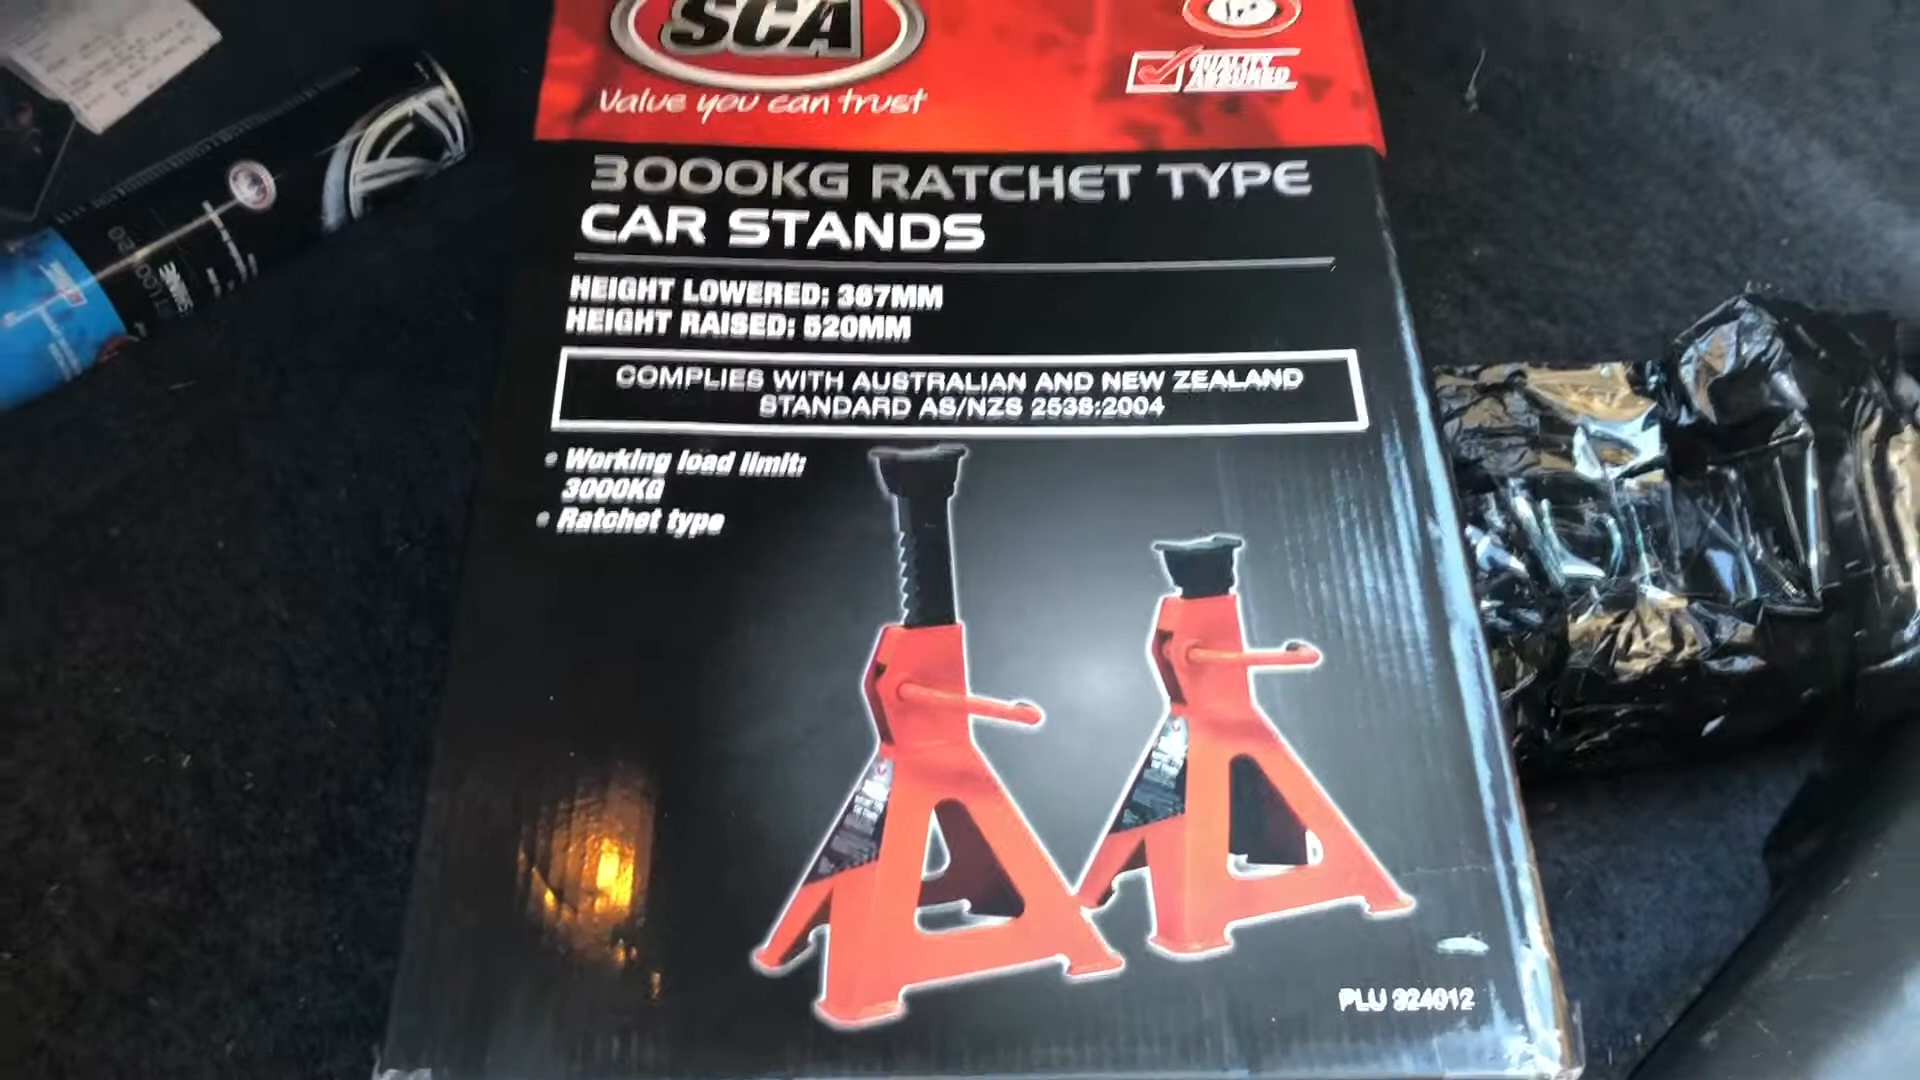 SCA
Value you can trust
QUALITY
ASSURED
3000KG RATCHET TYPE
CAR STANDS
HEIGHT LOWERED: 367MM
HEIGHT RAISED: 520MM
COMPLIES WITH AUSTRALIAN AND NEW ZEALAND
STANDARD AS/NZS 2538:2004
• Working load limit:
3000KG
• Ratchet type
PLU 324012